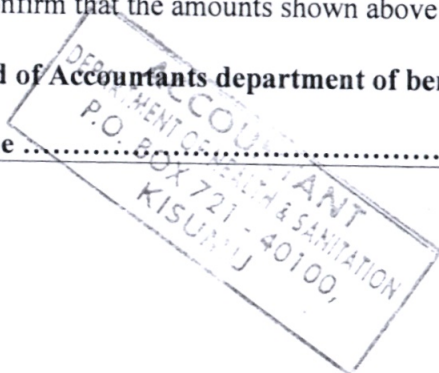 nfirm that the amounts shown above
d of Accountants department of ber
e ..........................................
ACCOUNTANT
DEPARTMENT OF HEALTH & SANITATION
P.O. BOX 721 - 40100,
KISUMU